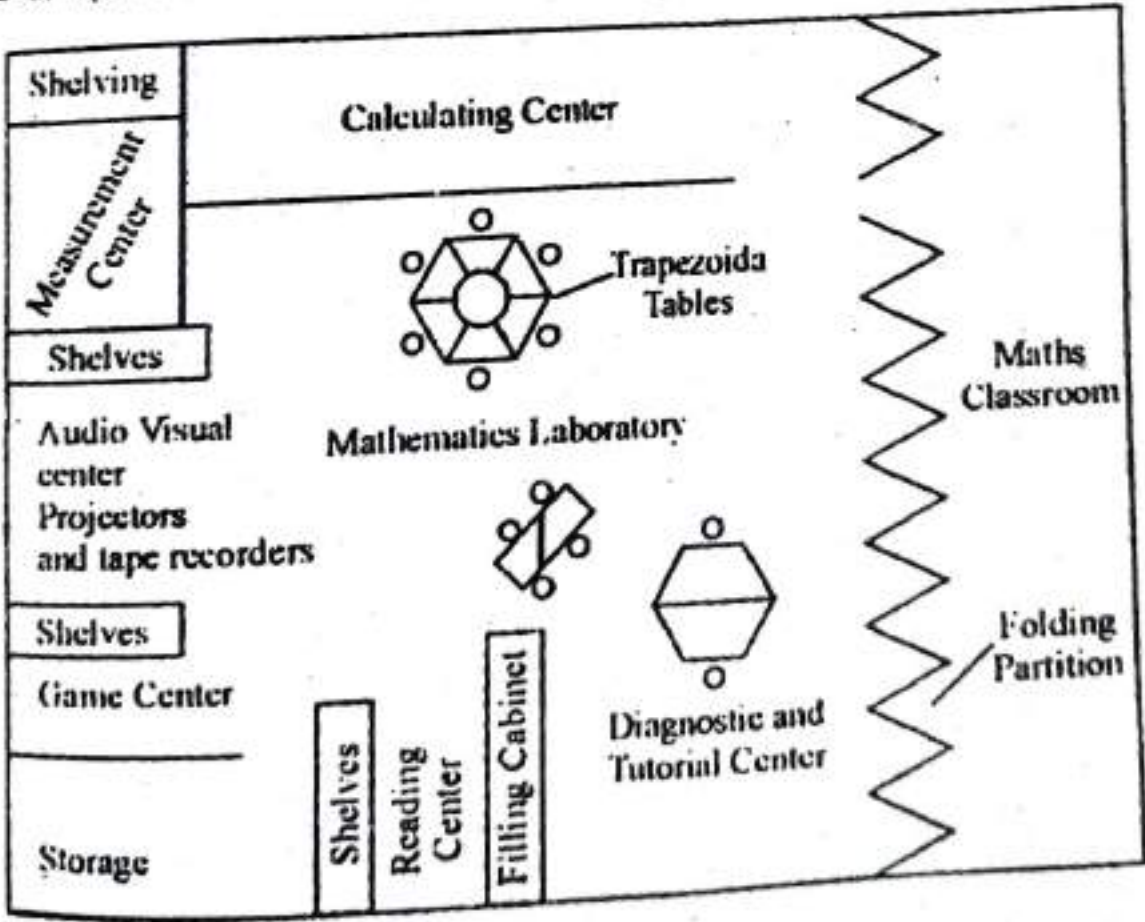 Shelving
Calculating Center
Measurement
Center
Trapezoida
Tables
Shelves
Maths
Classroom
Audio Visual
center
Projectors
and tape recorders
Mathematics Laboratory
Shelves
Game Center
Folding
Partition
Diagnostic and
Tutorial Center
Shelves
Reading
Center
Filling Cabinet
Storage